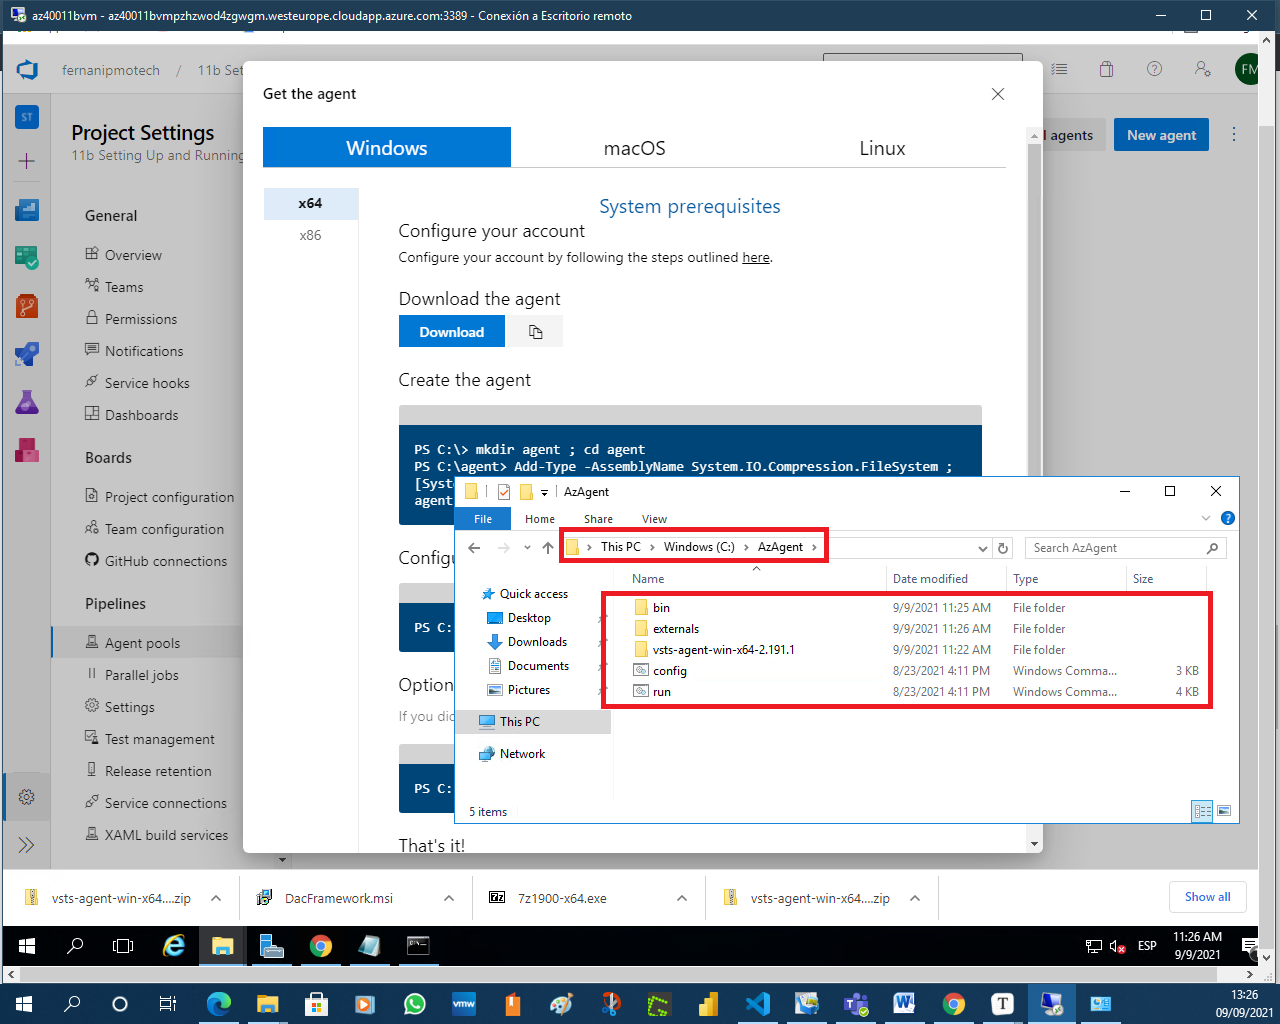 az40011bvm - az40011bvmpzhzwod4zgwgm.westeurope.cloudapp.azure.com:3389 - Conexión a Escritorio remoto
fernanipmotech / 11b Set
FM
Get the agent
ST
Project Settings
11b Setting Up and Running
Windows
macOS
Linux
agents
New agent
x64
x86
System prerequisites
Configure your account
Configure your account by following the steps outlined here.
Download the agent
Download
Create the agent
PS C:\> mkdir agent ; cd agent
PS C:\agent> Add-Type -AssemblyName System.IO.Compression.FileSystem ;
[Syst
agent
Configu
PS C:
Option
If you dic
PS C:
That's it!
General
Overview
Teams
Permissions
Notifications
Service hooks
Dashboards
Boards
Project configuration
Team configuration
GitHub connections
Pipelines
Agent pools
Parallel jobs
Settings
Test management
Release retention
Service connections
XAML build services
AzAgent
File
Home
Share
View
This PC
Windows (C:)
AzAgent
Search AzAgent
Name
Date modified
Type
Size
Quick access
Desktop
Downloads
Documents
Pictures
This PC
Network
bin 9/9/2021 11:25 AM File folder
externals 9/9/2021 11:26 AM File folder
vsts-agent-win-x64-2.191.1 9/9/2021 11:22 AM File folder
config 8/23/2021 4:11 PM Windows Comma... 3 KB
run 8/23/2021 4:11 PM Windows Comma... 4 KB
5 items
vsts-agent-win-x64....zip
DacFramework.msi
7z1900-x64.exe
vsts-agent-win-x64....zip
Show all
ESP
11:26 AM
9/9/2021
13:26
09/09/2021